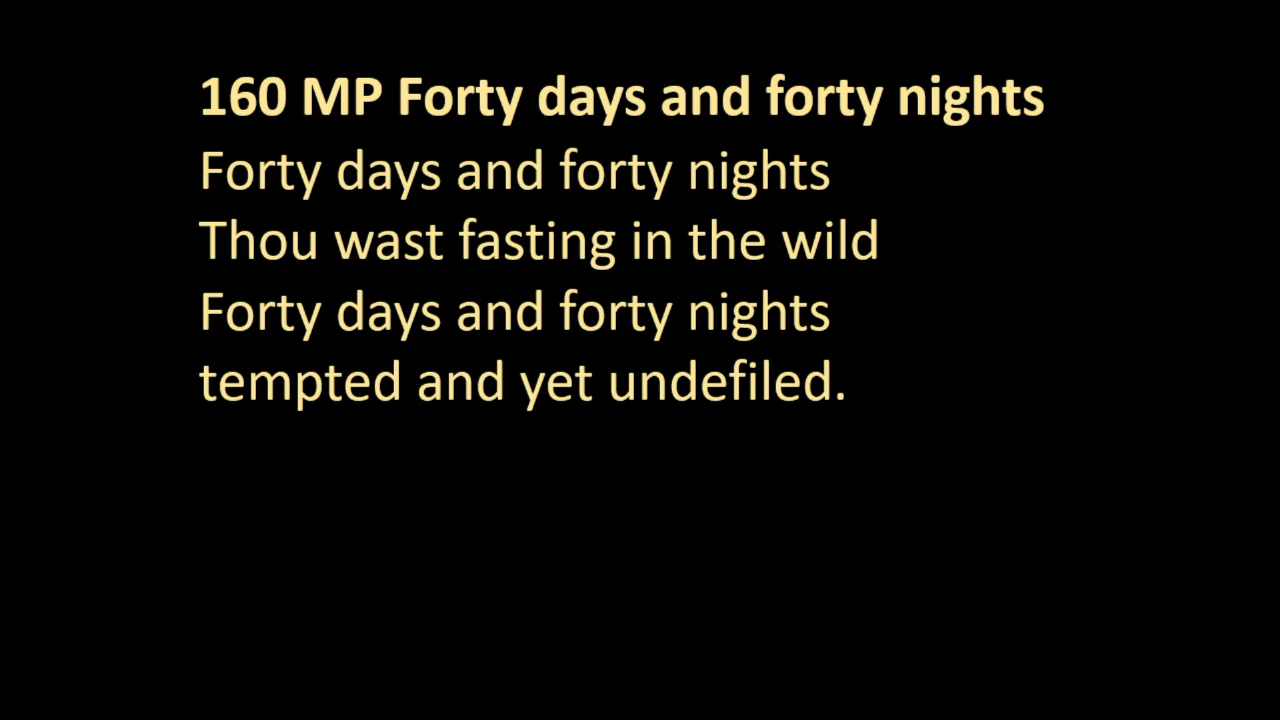 160 MP Forty days and forty nights
Forty days and forty nights
Thou wast fasting in the wild
Forty days and forty nights
tempted and yet undefiled.